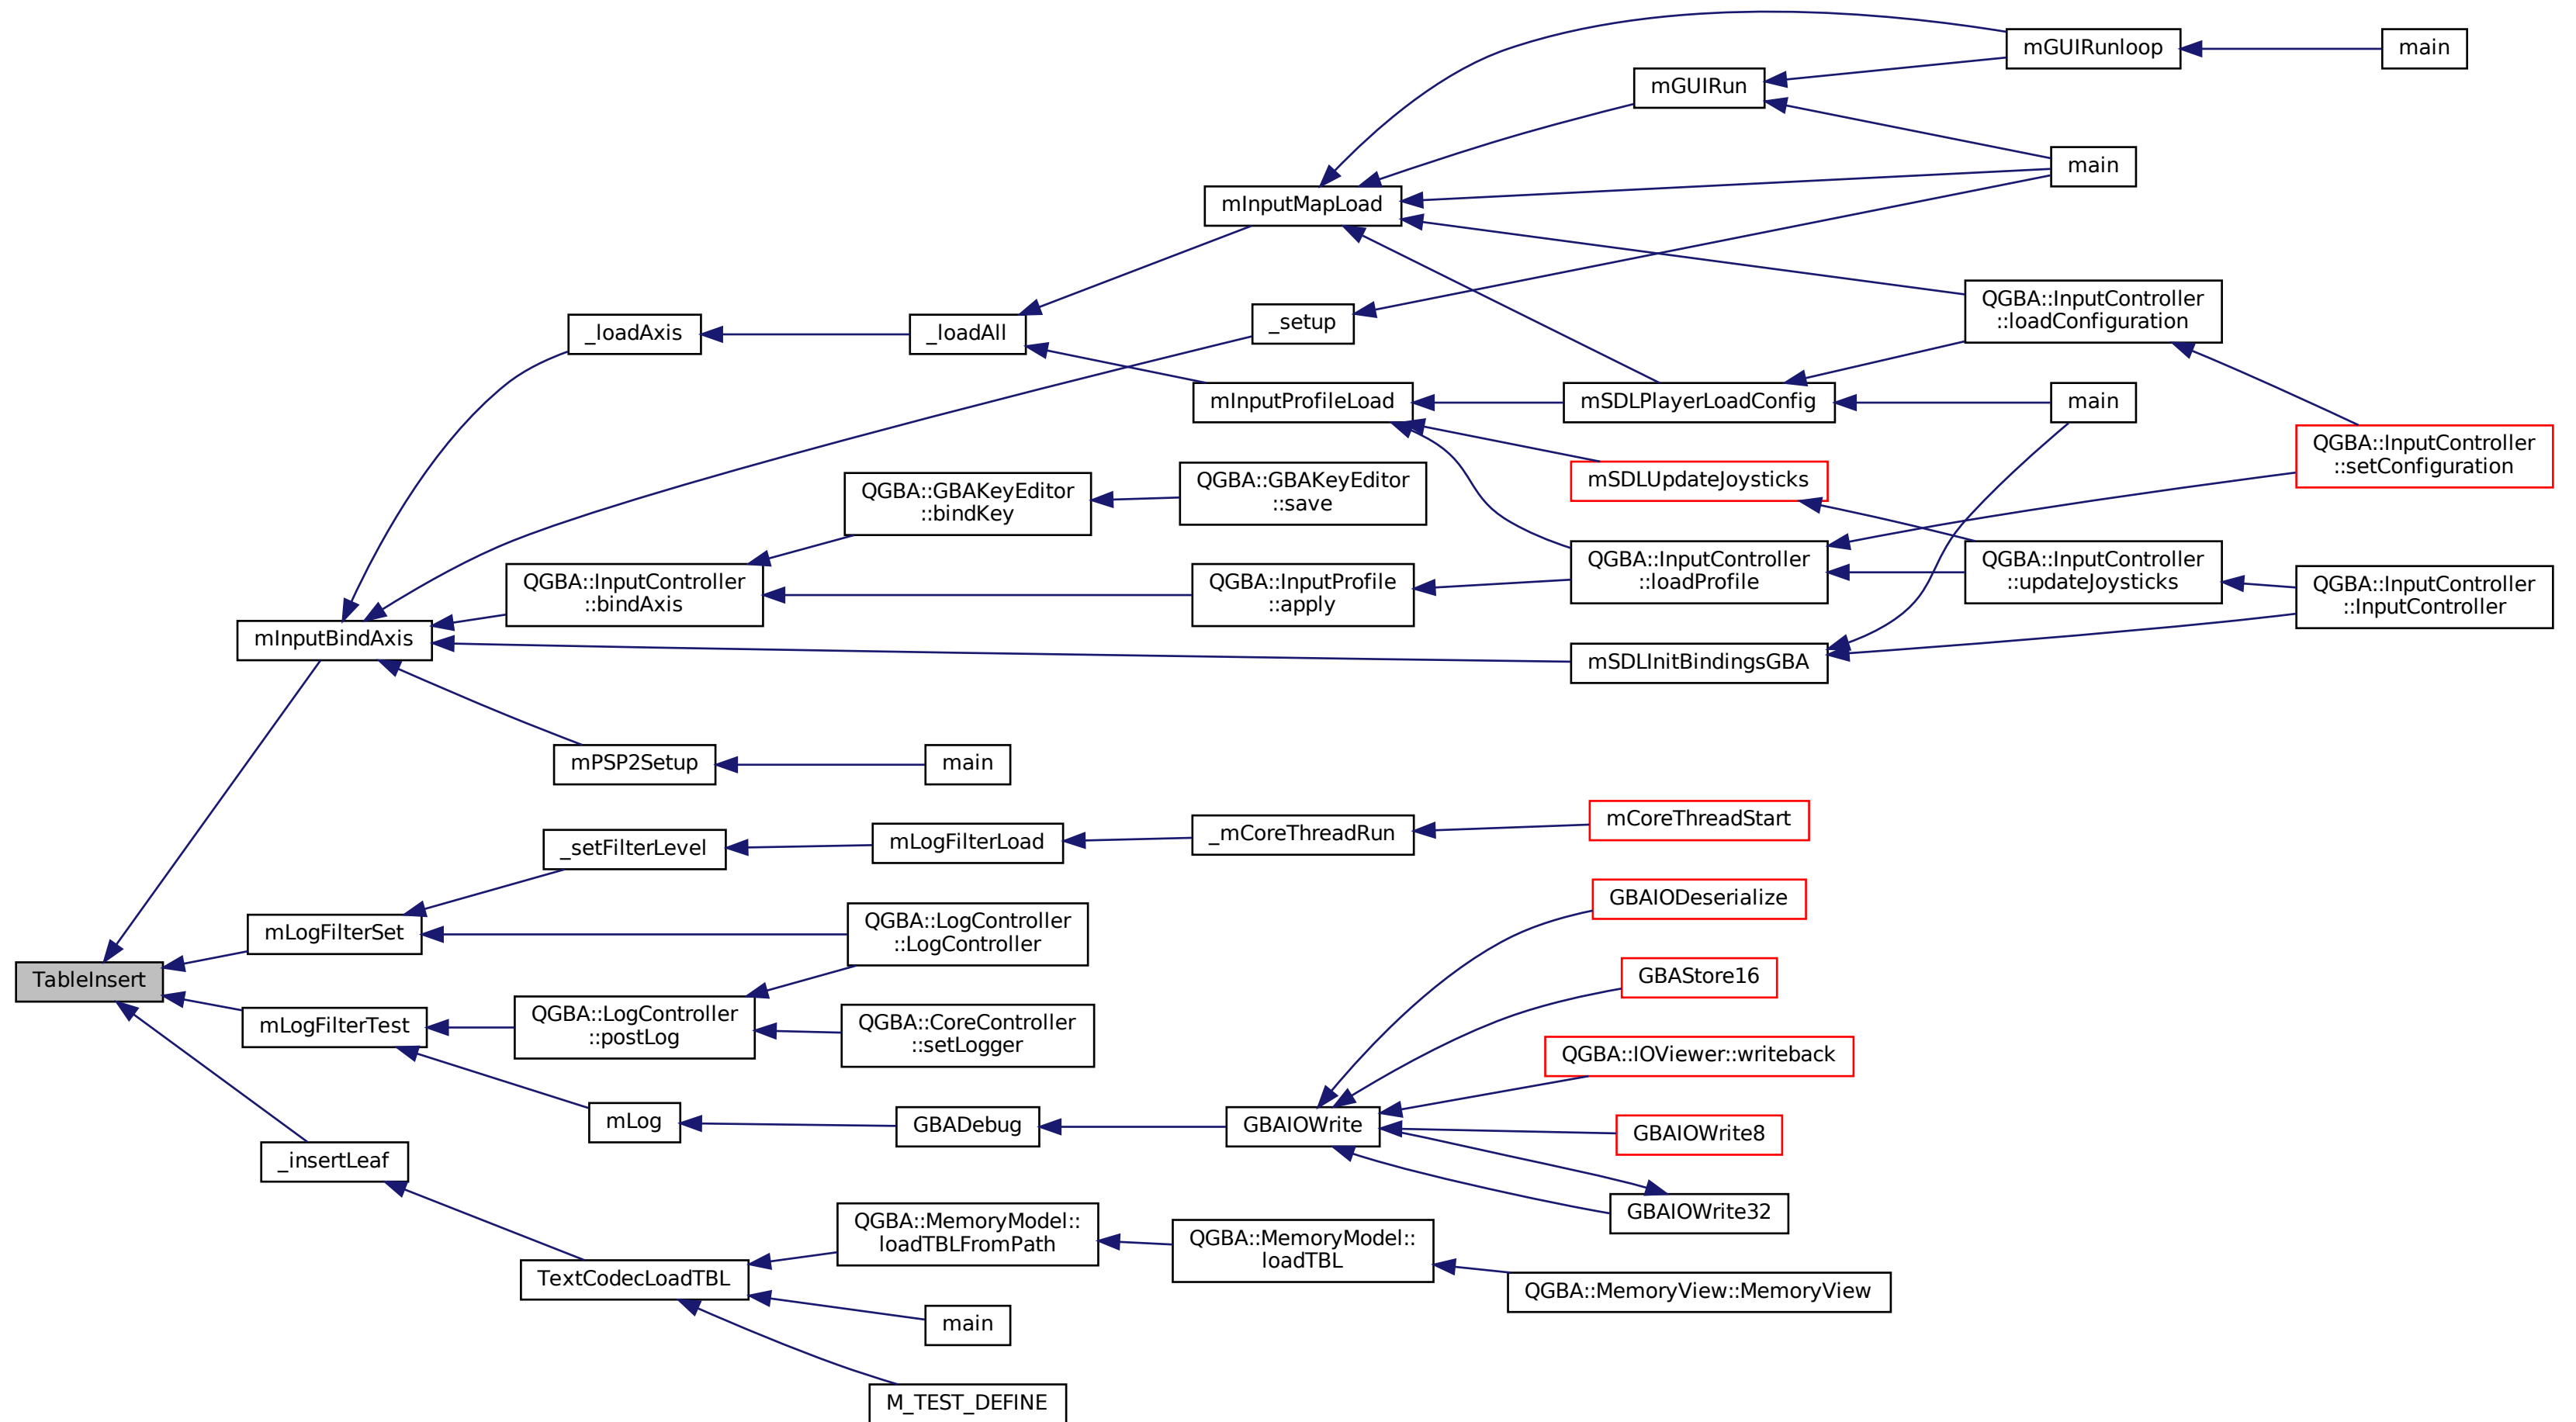 mGUIRunloop
main
mGUIRun
main
mInputMapLoad
QGBA::InputController
::loadConfiguration
_setup
_loadAxis
_loadAll
mInputProfileLoad
mSDLPlayerLoadConfig
main
QGBA::InputController
::setConfiguration
mSDLUpdateJoysticks
QGBA::GBAKeyEditor
::bindKey
QGBA::GBAKeyEditor
::save
QGBA::InputController
::bindAxis
QGBA::InputProfile
::apply
QGBA::InputController
::loadProfile
QGBA::InputController
::updateJoysticks
QGBA::InputController
::InputController
mInputBindAxis
mSDLInitBindingsGBA
mPSP2Setup
main
_setFilterLevel
mLogFilterLoad
_mCoreThreadRun
mCoreThreadStart
GBAIODeserialize
mLogFilterSet
QGBA::LogController
::LogController
TableInsert
GBAStore16
mLogFilterTest
QGBA::LogController
::postLog
QGBA::CoreController
::setLogger
QGBA::IOViewer::writeback
mLog
GBADebug
GBAIOWrite
GBAIOWrite8
_insertLeaf
GBAIOWrite32
QGBA::MemoryModel::
loadTBLFromPath
QGBA::MemoryModel::
loadTBL
TextCodecLoadTBL
QGBA::MemoryView::MemoryView
main
M_TEST_DEFINE